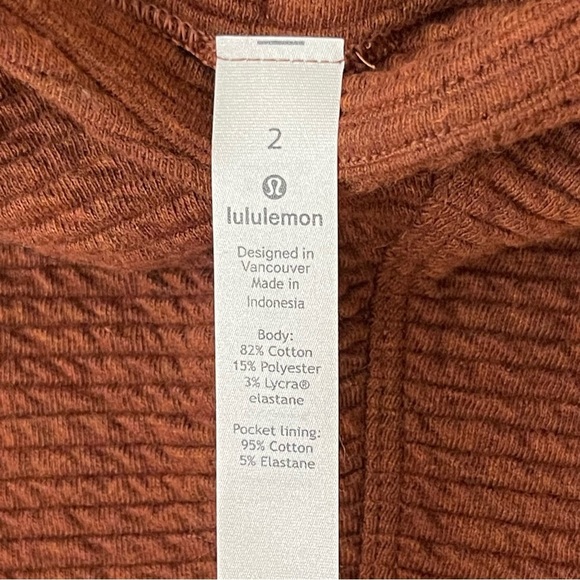 2
lululemon
Designed in
Vancouver
Made in
Indonesia
Body:
82% Cotton
15% Polyester
3% Lycra®
elastane
Pocket lining:
95% Cotton
5% Elastane